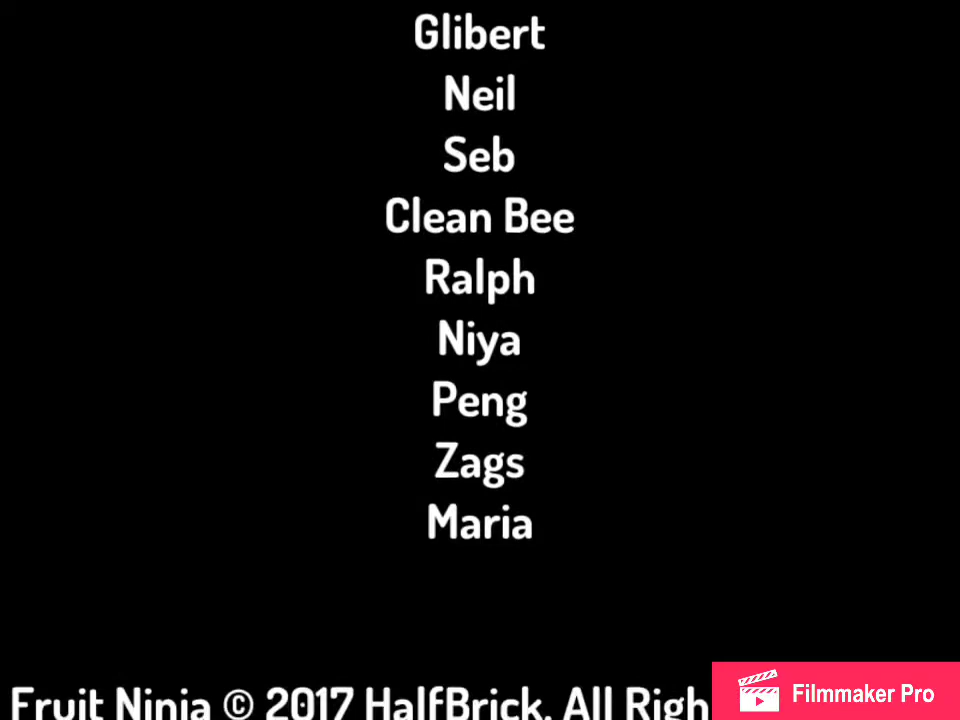 Glibert
Neil
Seb
Clean Bee
Ralph
Niya
Peng
Zags
Maria
Fruit Ninja © 2017 HalfBrick. All Righ
Filmmaker Pro